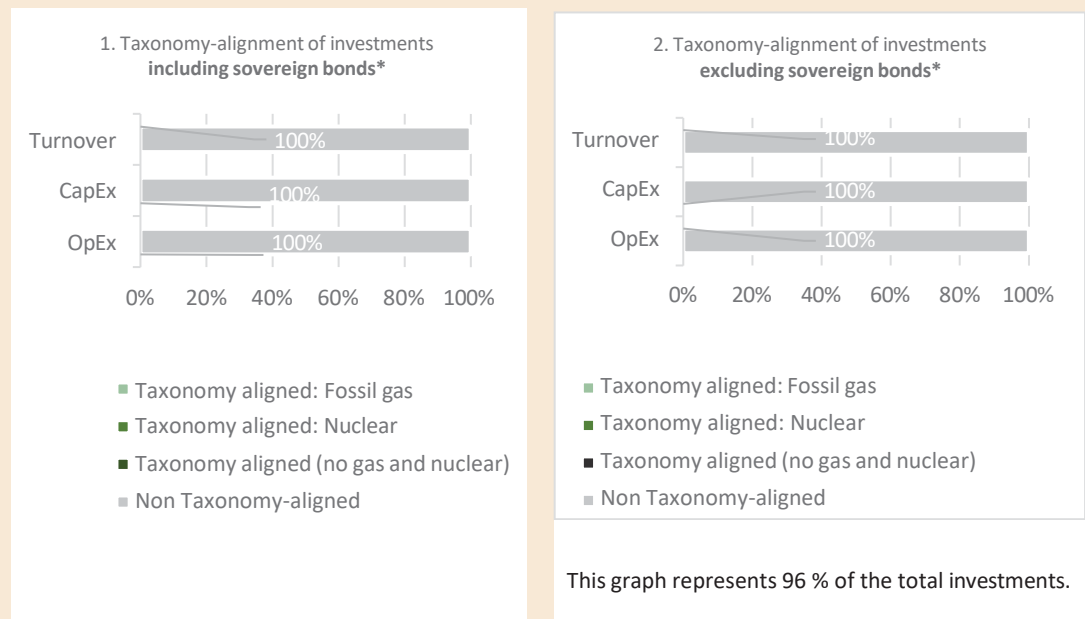 1. Taxonomy-alignment of investments
including sovereign bonds*
Turnover
100%
CapEx
100%
OpEx
100%
0% 20% 40% 60% 80% 100%
Taxonomy aligned: Fossil gas
Taxonomy aligned: Nuclear
Taxonomy aligned (no gas and nuclear)
Non Taxonomy-aligned
2. Taxonomy-alignment of investments
excluding sovereign bonds*
Turnover
100%
CapEx
100%
OpEx
100%
0% 20% 40% 60% 80% 100%
Taxonomy aligned: Fossil gas
Taxonomy aligned: Nuclear
Taxonomy aligned (no gas and nuclear)
Non Taxonomy-aligned
This graph represents 96 % of the total investments.